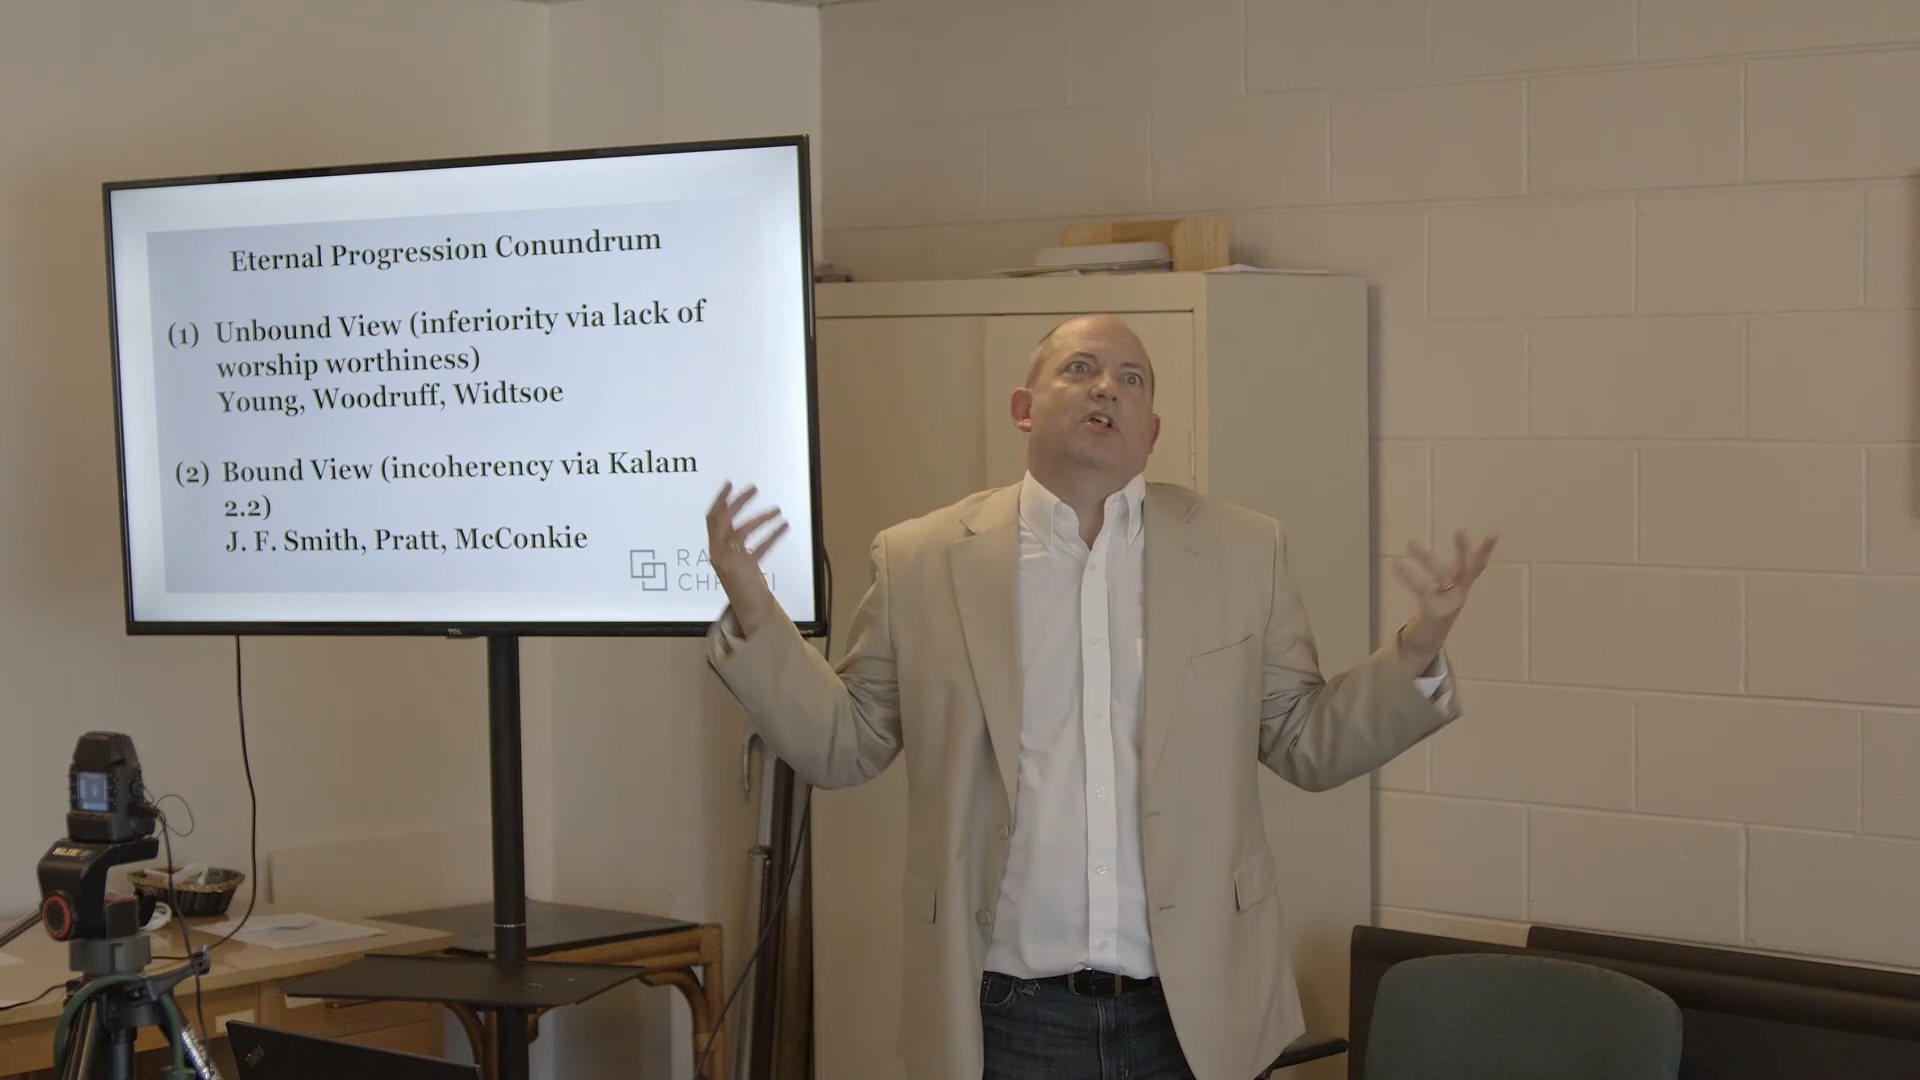 Eternal Progression Conundrum
(1) Unbound View (inferiority via lack of
worship worthiness)
Young, Woodruff, Widtsoe
(2) Bound View (incoherency via Kalam
2.2)
J. F. Smith, Pratt, McConkie
TCL